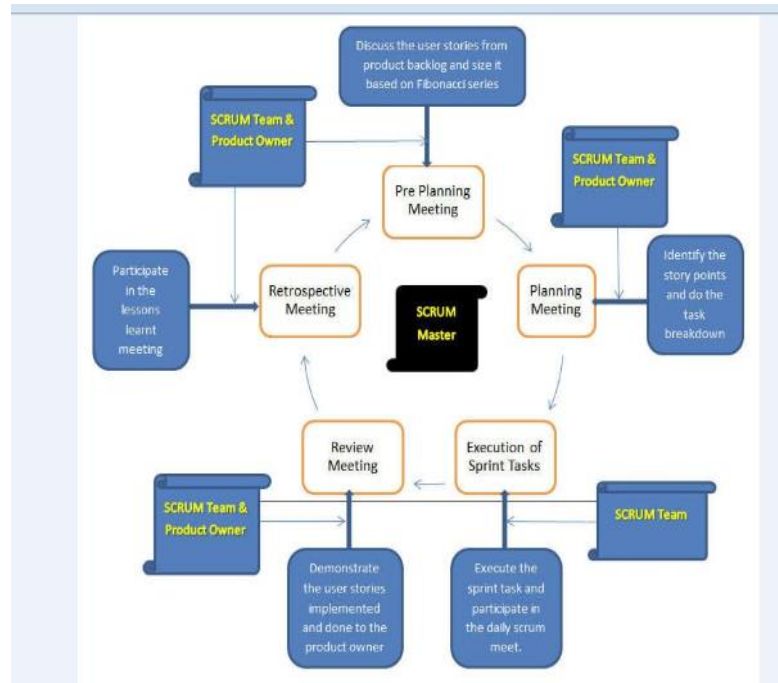 Discuss the user stories from
product backlog and size it
based on Fibonacci series
SCRUM Team &
Product Owner
SCRUM Team &
Product Owner
Pre Planning
Meeting
Participate
in the
lessons
learnt
meeting
Retrospective
Meeting
SCRUM
Master
Planning
Meeting
Identify the
story points
and do the
task
breakdown
Review
Meeting
Execution of
Sprint Tasks
SCRUM Team &
Product Owner
SCRUM Team
Demonstrate
the user stories
implemented
and done to the
product owner
Execute the
sprint task and
participate in
the daily scrum
meet.